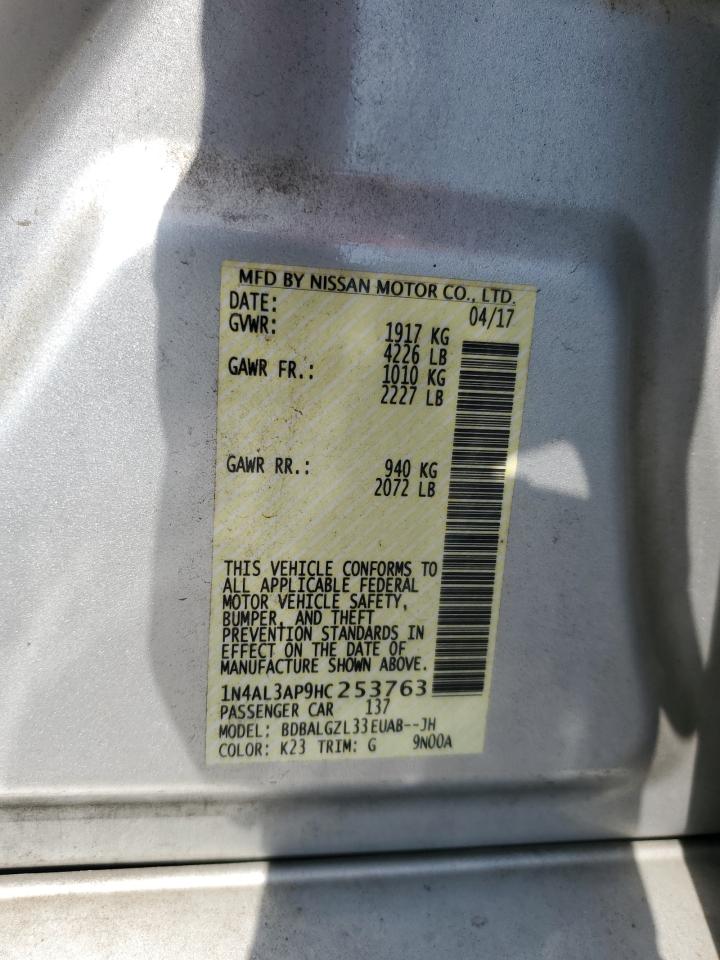 MFD BY NISSAN MOTOR CO., LTD.
DATE: 04/17
GVWR: 1917 KG
4226 LB
GAWR FR.: 1010 KG
2227 LB
GAWR RR.: 940 KG
2072 LB
THIS VEHICLE CONFORMS TO
ALL APPLICABLE FEDERAL
MOTOR VEHICLE SAFETY,
BUMPER, AND THEFT
PREVENTION STANDARDS IN
EFFECT ON THE DATE OF
MANUFACTURE SHOWN ABOVE.
1N4AL3AP9HC253763
PASSENGER CAR 137
MODEL: BDBALGZL33EUAB--JH
COLOR: K23 TRIM: G 9N00A